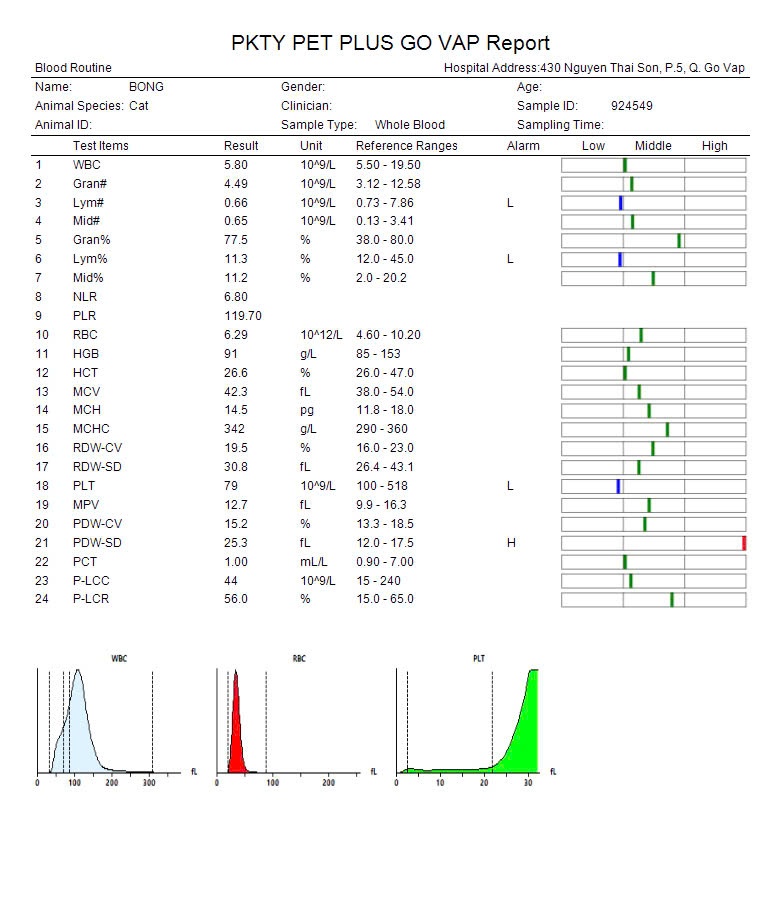 PKTY PET PLUS GO VAP Report
Blood Routine Hospital Address:430 Nguyen Thai Son, P.5, Q. Go Vap
Name: BONG Gender: Age:
Animal Species: Cat Clinician: Sample ID: 924549
Animal ID: Sample Type: Whole Blood Sampling Time:
Test Items Result Unit Reference Ranges Alarm Low Middle High
1 WBC 5.80 10^9/L 5.50 - 19.50
2 Gran# 4.49 10^9/L 3.12 - 12.58
3 Lym# 0.66 10^9/L 0.73 - 7.86 L
4 Mid# 0.65 10^9/L 0.13 - 3.41
5 Gran% 77.5 % 38.0 - 80.0
6 Lym% 11.3 % 12.0 - 45.0 L
7 Mid% 11.2 % 2.0 - 20.2
8 NLR 6.80
9 PLR 119.70
10 RBC 6.29 10^12/L 4.60 - 10.20
11 HGB 91 g/L 85 - 153
12 HCT 26.6 % 26.0 - 47.0
13 MCV 42.3 fL 38.0 - 54.0
14 MCH 14.5 pg 11.8 - 18.0
15 MCHC 342 g/L 290 - 360
16 RDW-CV 19.5 % 16.0 - 23.0
17 RDW-SD 30.8 fL 26.4 - 43.1
18 PLT 79 10^9/L 100 - 518 L
19 MPV 12.7 fL 9.9 - 16.3
20 PDW-CV 15.2 % 13.3 - 18.5
21 PDW-SD 25.3 fL 12.0 - 17.5 H
22 PCT 1.00 mL/L 0.90 - 7.00
23 P-LCC 44 10^9/L 15 - 240
24 P-LCR 56.0 % 15.0 - 65.0
WBC RBC PLT
0 100 200 300 fL 0 100 200 fL 0 10 20 30 fL